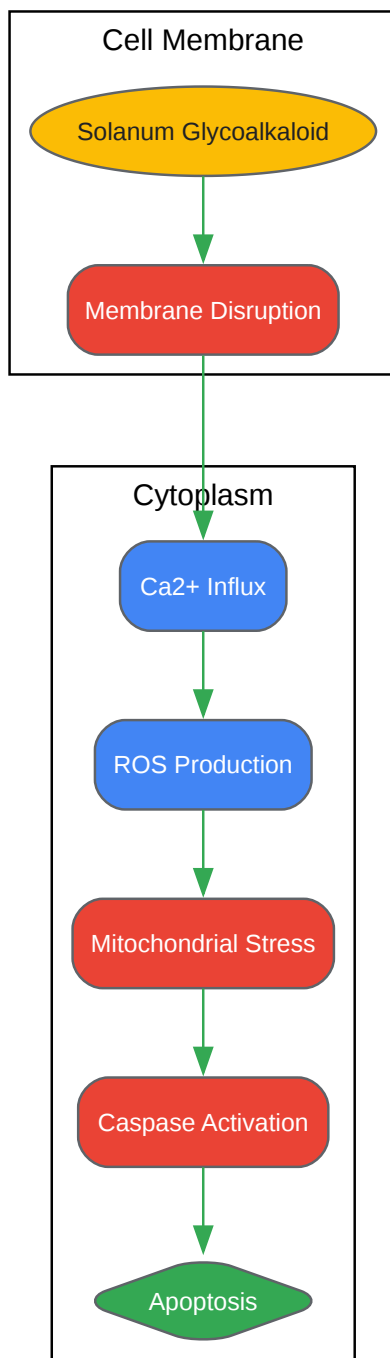 Cell Membrane
Solanum Glycoalkaloid
Membrane Disruption
Cytoplasm
Ca2+ Influx
ROS Production
Mitochondrial Stress
Caspase Activation
Apoptosis